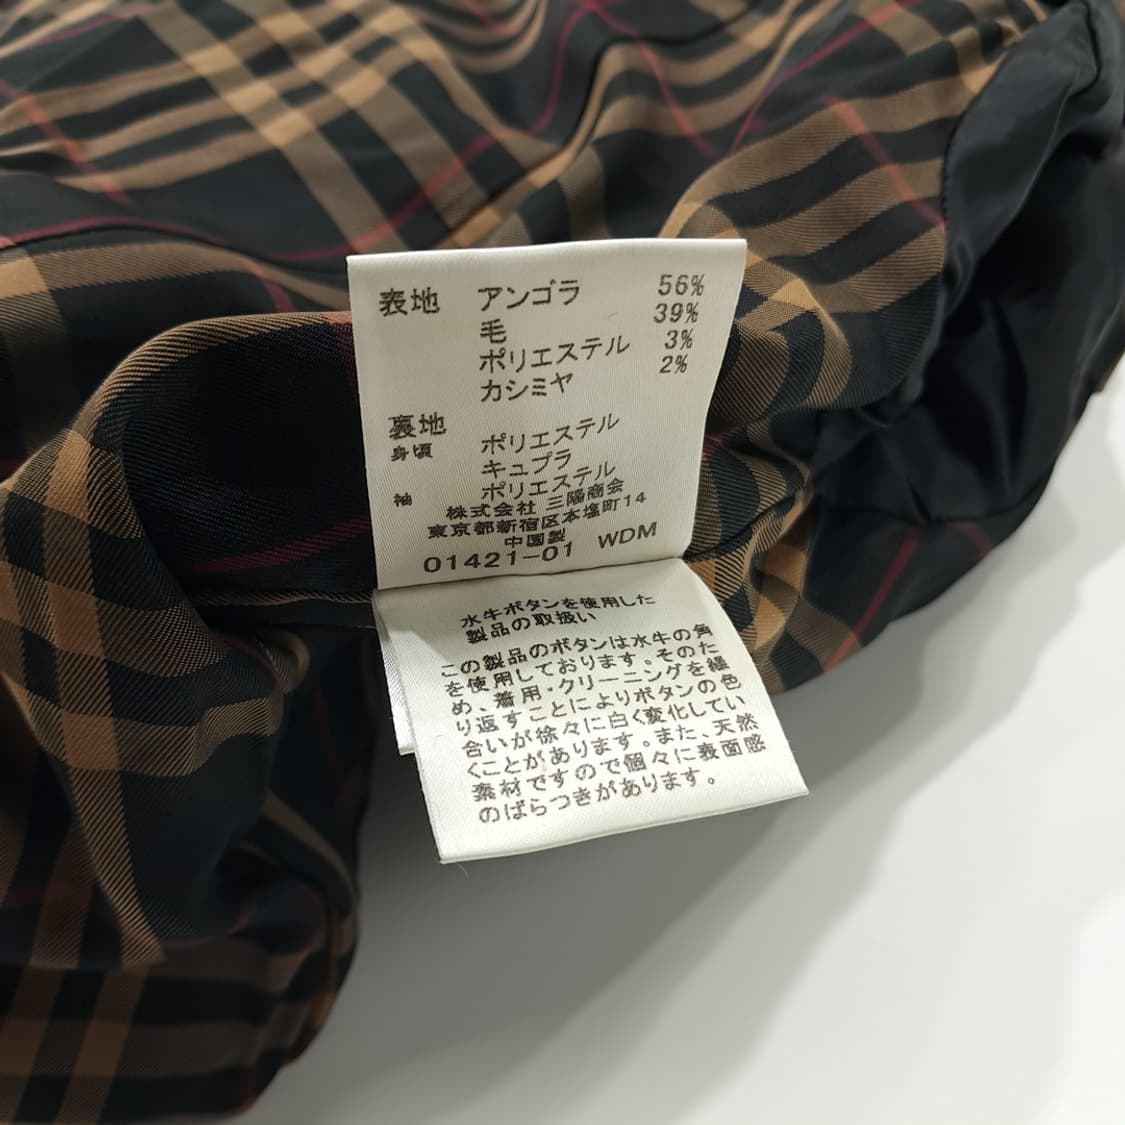 表地 アンゴラ 56%
毛 39%
ポリエステル 3%
カシミヤ 2%
裏地
身頃 ポリエステル
キュプラ
袖 ポリエステル
株式会社 三陽商会
東京都新宿区本塩町14
中国製
01421-01 WDM
水牛ボタンを使用した
製品の取扱い
この製品のボタンは水牛の角
を使用しております。そのた
め、着用・クリーニングを繰
り返すことによりボタンの色
合いが徐々に白く変化してい
くことがあります。また、天然
素材ですので個々に表面感
のばらつきがあります。